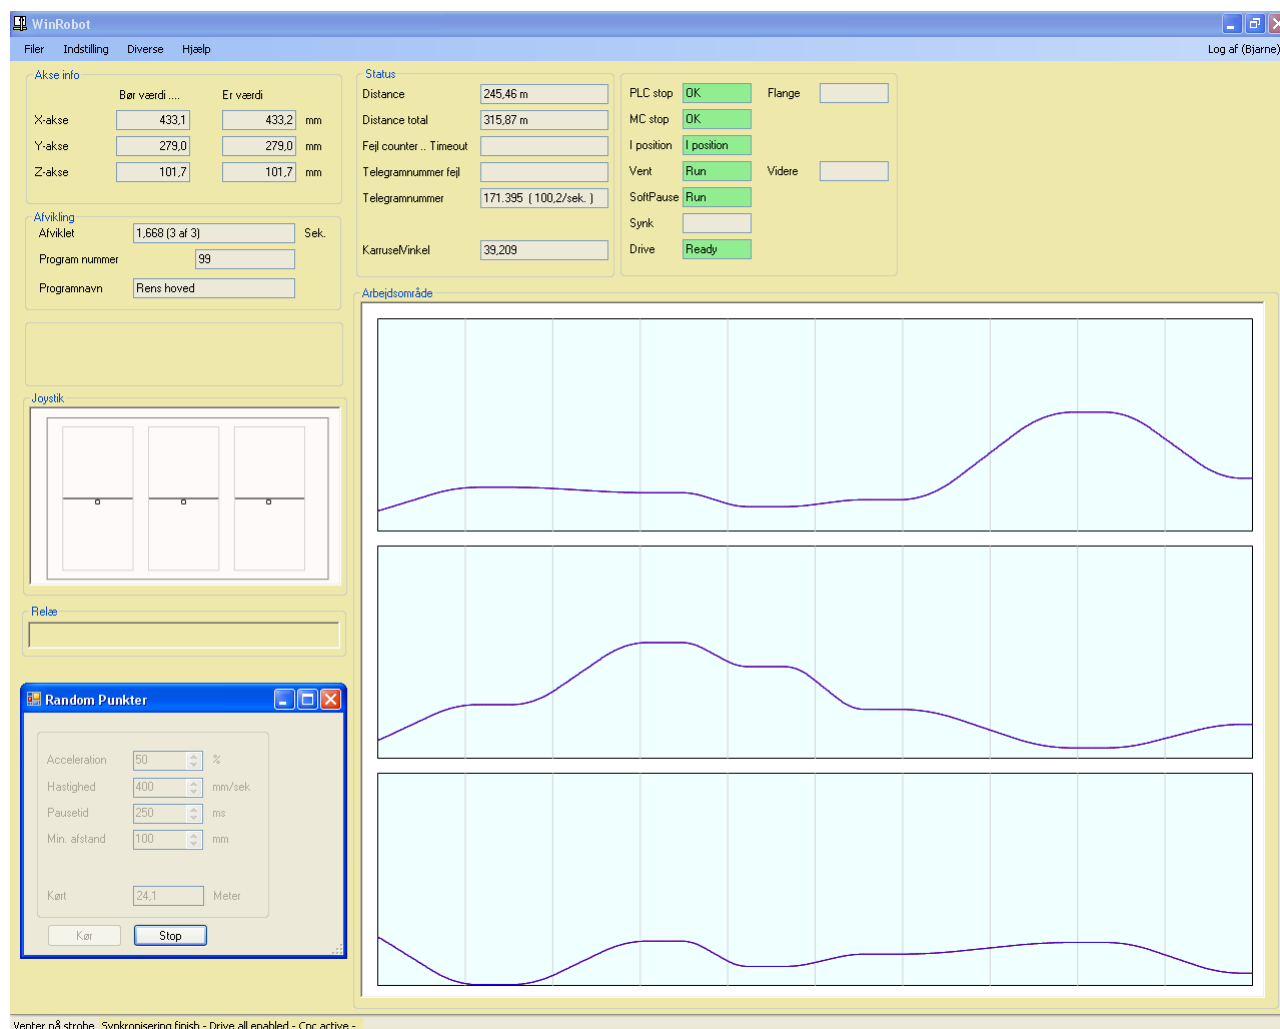 WinRobot
Filer Indstilling Diverse Hjælp Log af (Bjarne)
Akse info
Bør værdi .... Er værdi
X-akse 433,1 433,2 mm
Y-akse 279,0 279,0 mm
Z-akse 101,7 101,7 mm
Afvikling
Afviklet 1,668 (3 af 3) Sek.
Program nummer 99
Programnavn Rens hoved
Status
Distance 245,46 m
Distance total 315,87 m
Fejl counter .. Timeout
Telegramnummer fejl
Telegramnummer 171.395 ( 100,2/sek. )
KarruselVinkel 39,209
PLC stop OK Flange
MC stop OK
I position I position
Vent Run Videre
SoftPause Run
Synk
Drive Ready
Joystik
Relæ
Arbejdsområde
Random Punkter
Acceleration 50 %
Hastighed 400 mm/sek
Pausetid 250 ms
Min. afstand 100 mm
Kørt 24,1 Meter
Kør Stop
Venter på strobe Synkronisering finish - Drive all enabled - Cnc active -